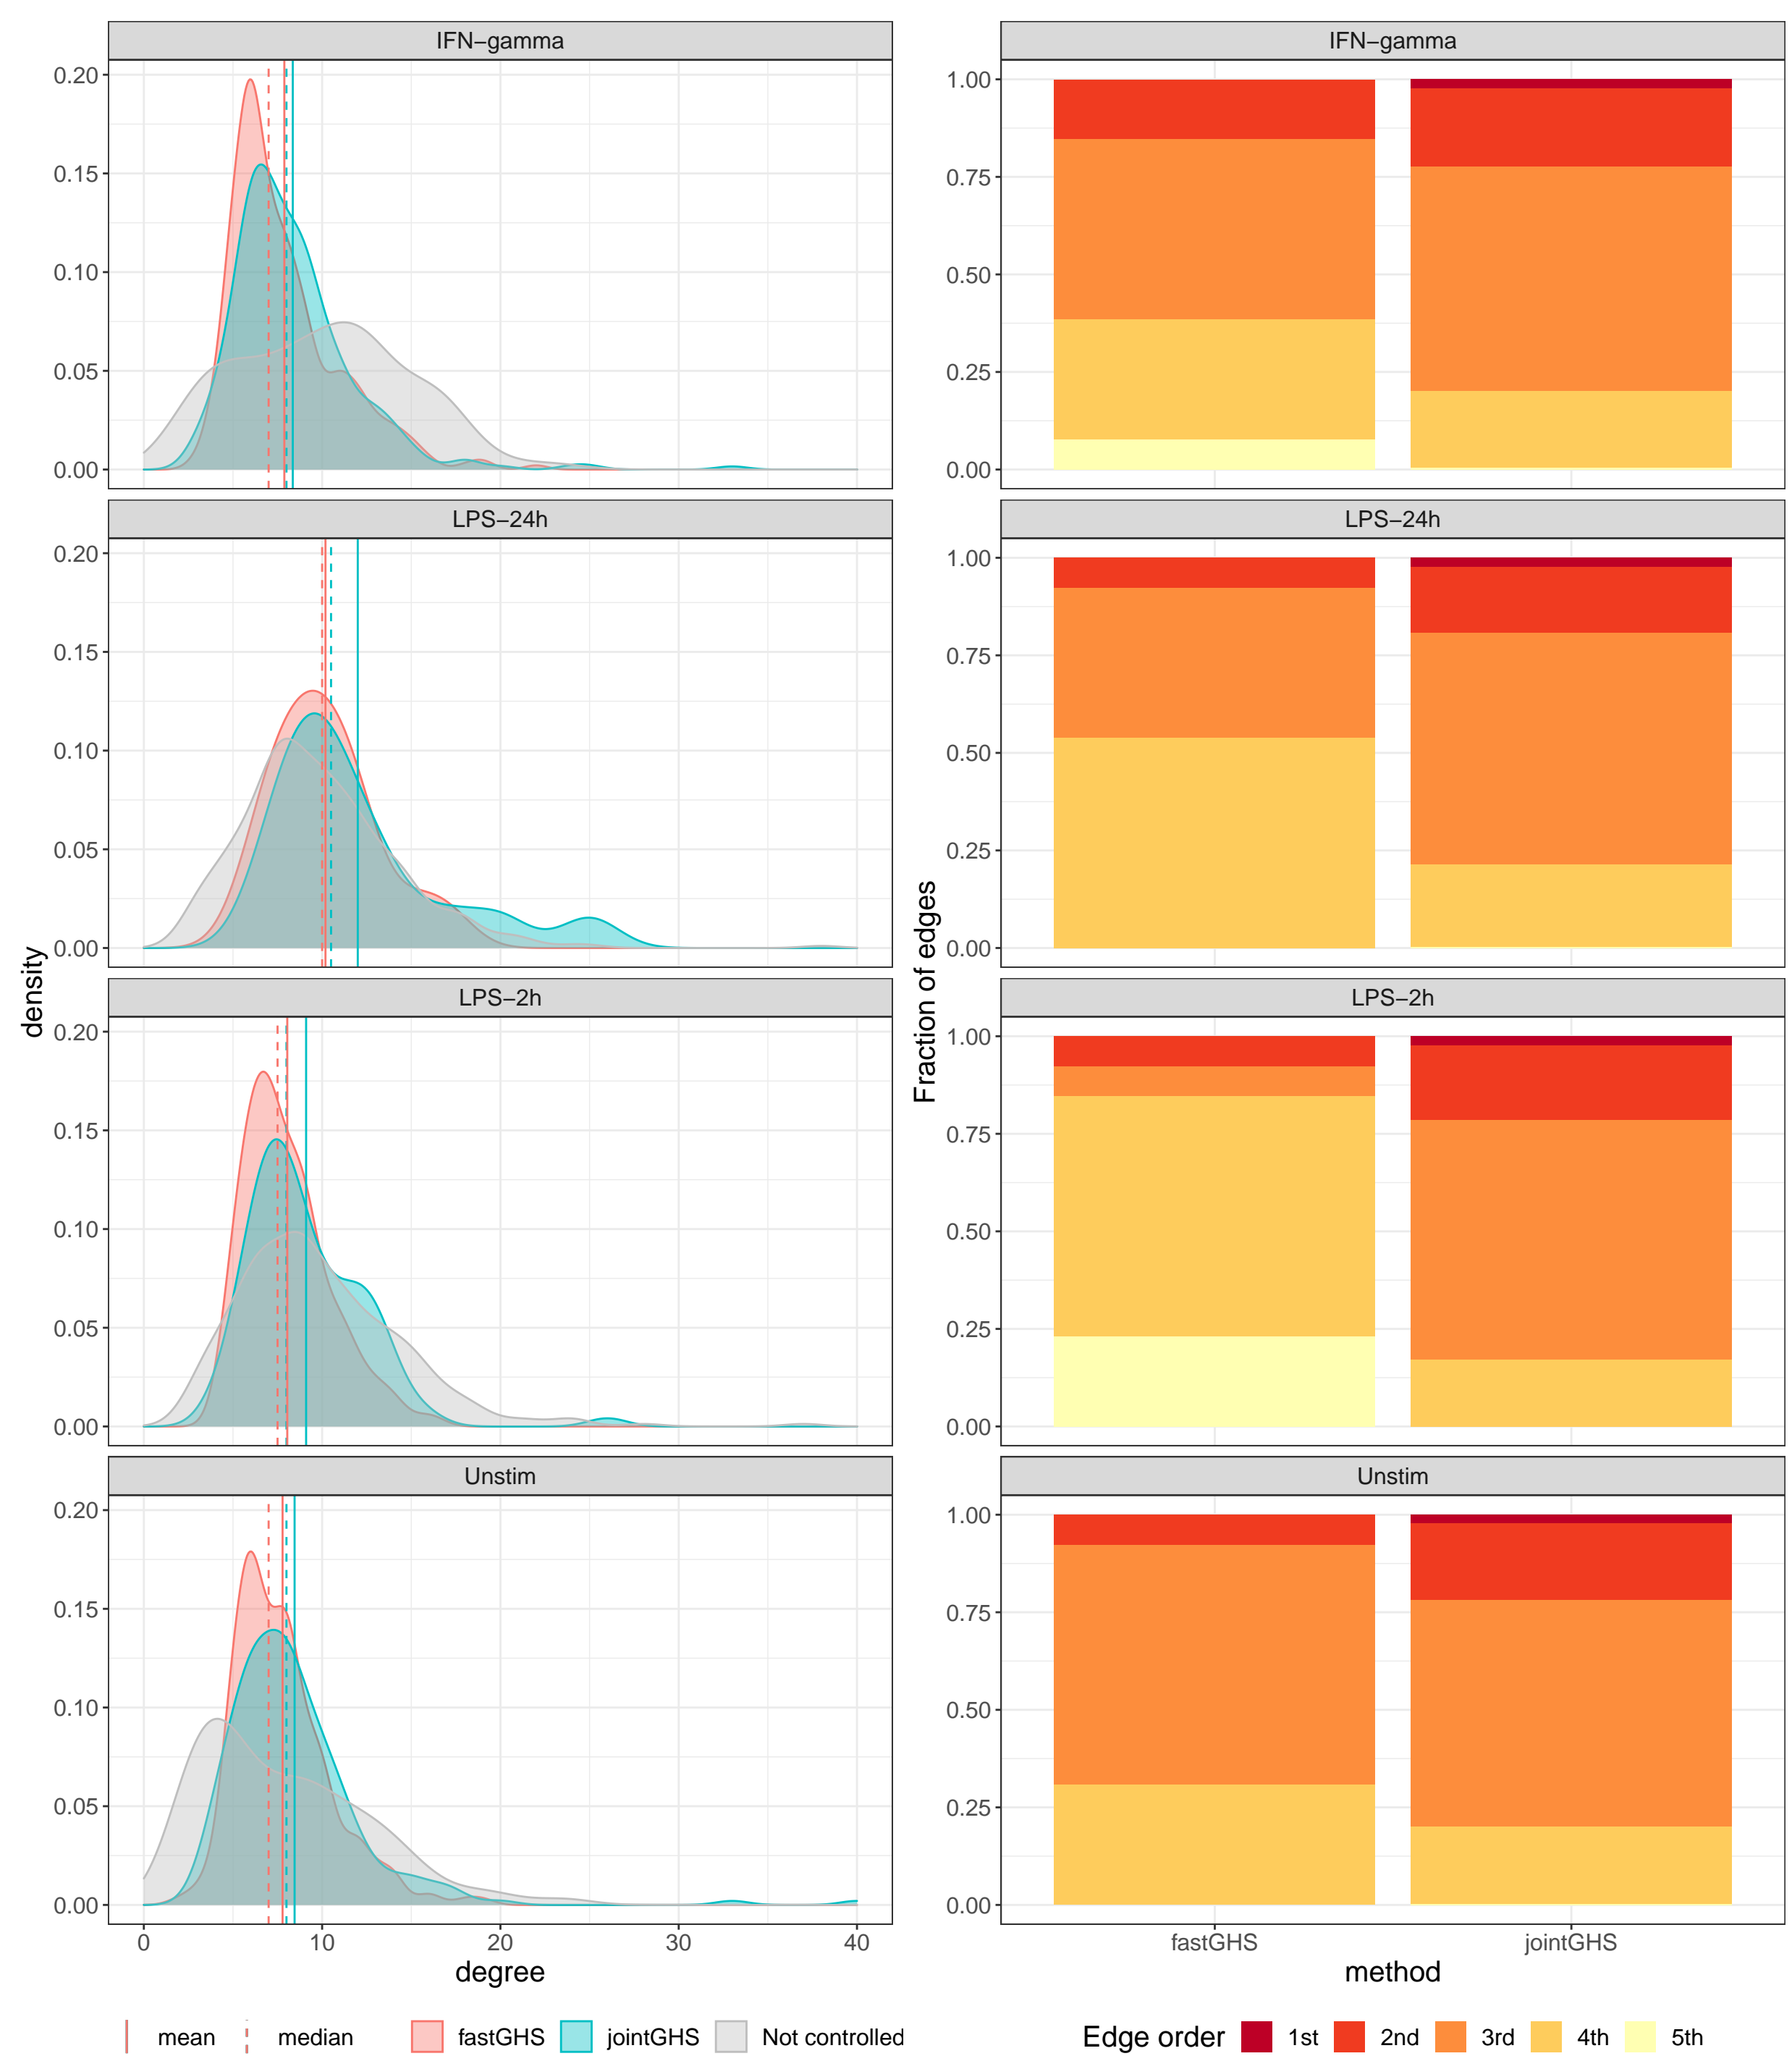 IFN−gamma
IFN−gamma
0.20
0.15
0.10
0.05
0.00
1.00
0.75
0.50
0.25
0.00
LPS−24h
LPS−24h
0.20
0.15
0.10
0.05
0.00
1.00
0.75
0.50
0.25
0.00
density
Fraction of edges
LPS−2h
LPS−2h
0.20
0.15
0.10
0.05
0.00
1.00
0.75
0.50
0.25
0.00
Unstim
Unstim
0.20
0.15
0.10
0.05
0.00
1.00
0.75
0.50
0.25
0.00
0 10 20 30 40
degree
fastGHS jointGHS
method
mean median fastGHS jointGHS Not controlled
Edge order 1st 2nd 3rd 4th 5th